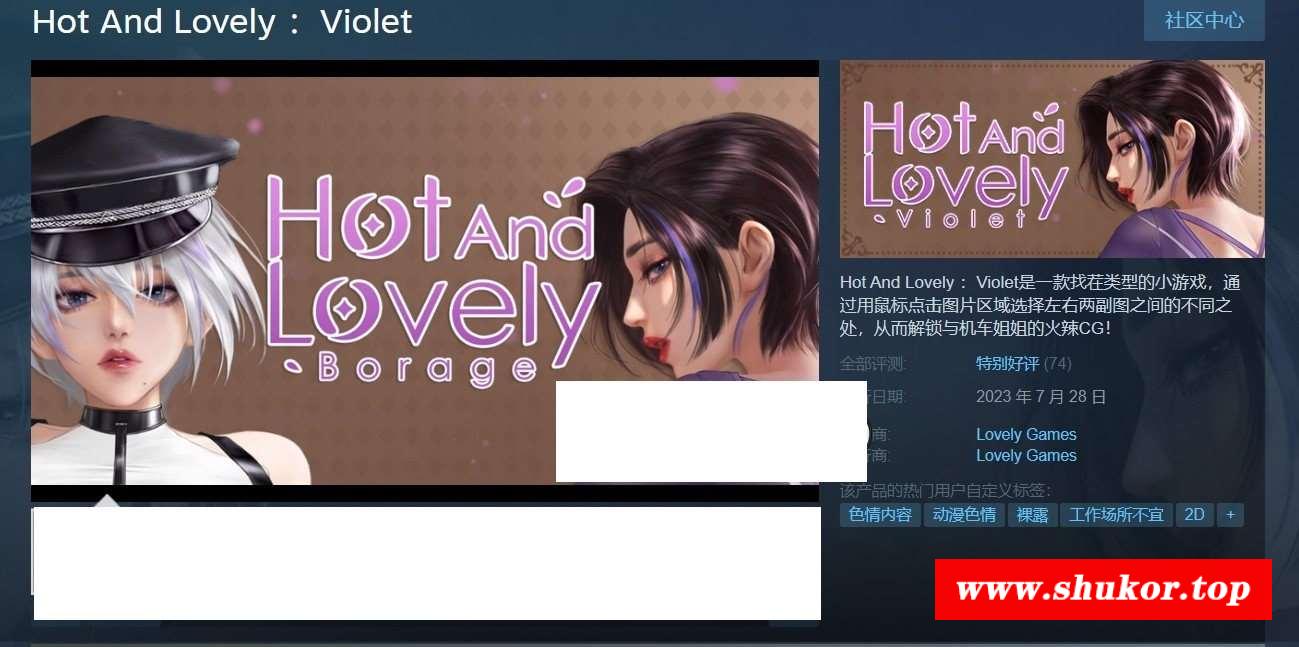 Hot And Lovely ： Violet
社区中心
Hot And
Lovely
Borage
Hot And
Lovely
Violet
Hot And Lovely ：Violet是一款找茬类型的小游戏，通
过用鼠标点击图片区域选择左右两副图之间的不同之
处，从而解锁与机车姐姐的火辣CG！
全部评测:
特别好评 (74)
日期:
2023 年 7 月 28 日
商:
Lovely Games
商:
Lovely Games
该产品的热门用户自定义标签：
色情内容 动漫色情 裸露 工作场所不宜 2D +
www.shukor.top